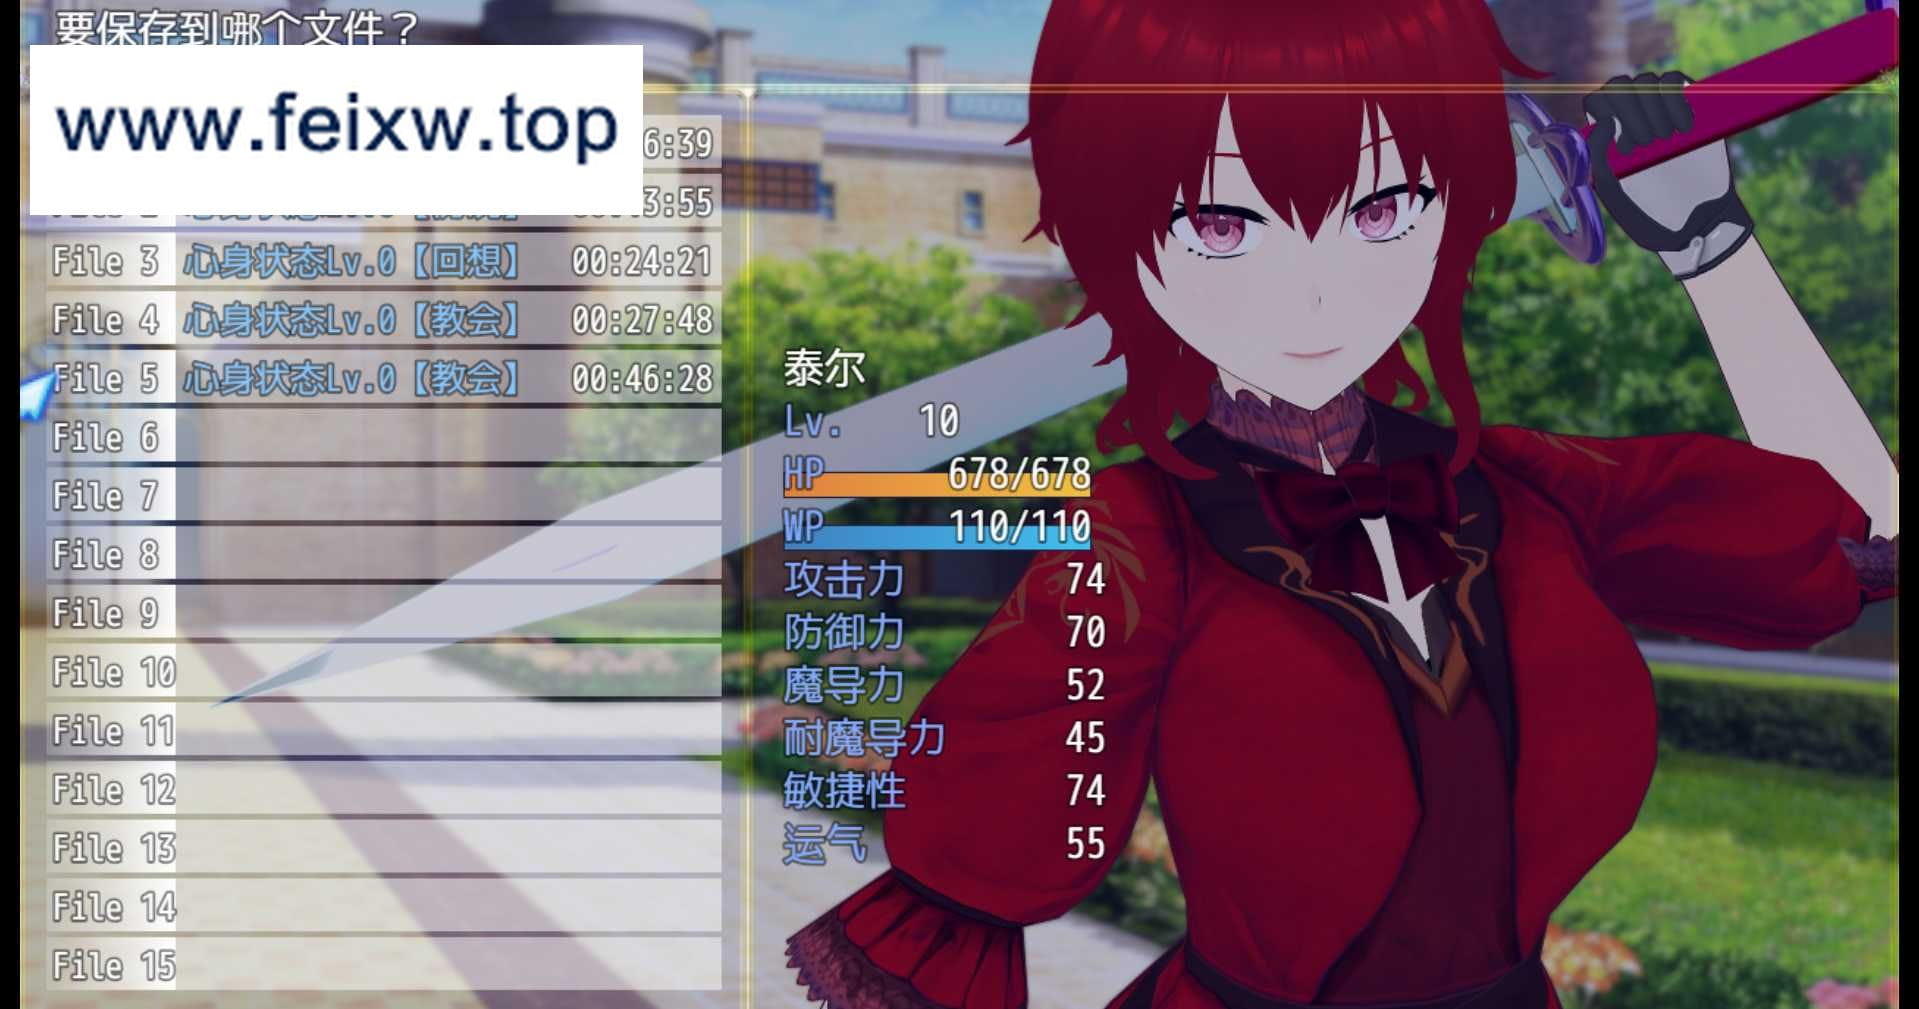 要保存到哪个文件？
www.feixw.top
6:39
3:55
File 3 心身状态Lv.0【回想】 00:24:21
File 4 心身状态Lv.0【教会】 00:27:48
File 5 心身状态Lv.0【教会】 00:46:28
File 6
File 7
File 8
File 9
File 10
File 11
File 12
File 13
File 14
File 15
泰尔
Lv. 10
HP 678/678
WP 110/110
攻击力 74
防御力 70
魔导力 52
耐魔导力 45
敏捷性 74
运气 55